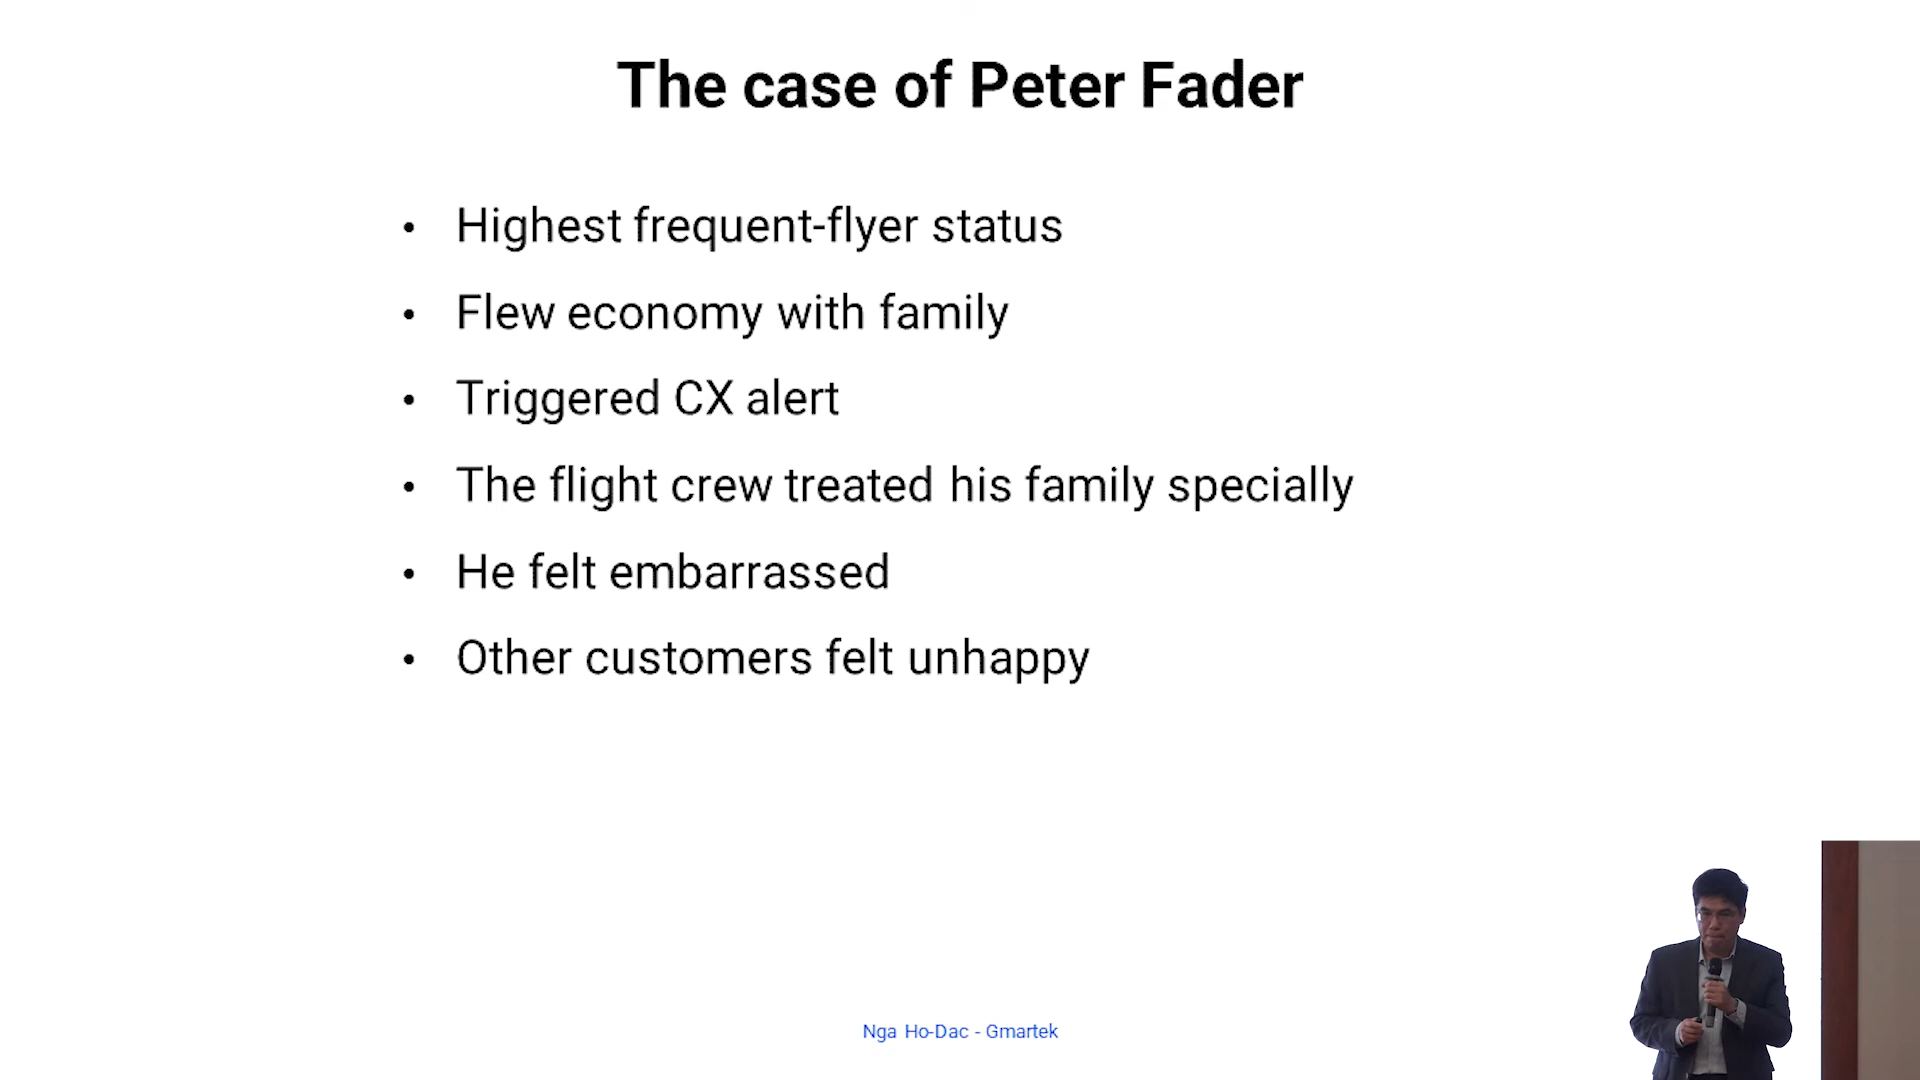 The case of Peter Fader
• Highest frequent-flyer status
• Flew economy with family
• Triggered CX alert
• The flight crew treated his family specially
• He felt embarrassed
• Other customers felt unhappy
Nga Ho-Dac - Gmartek